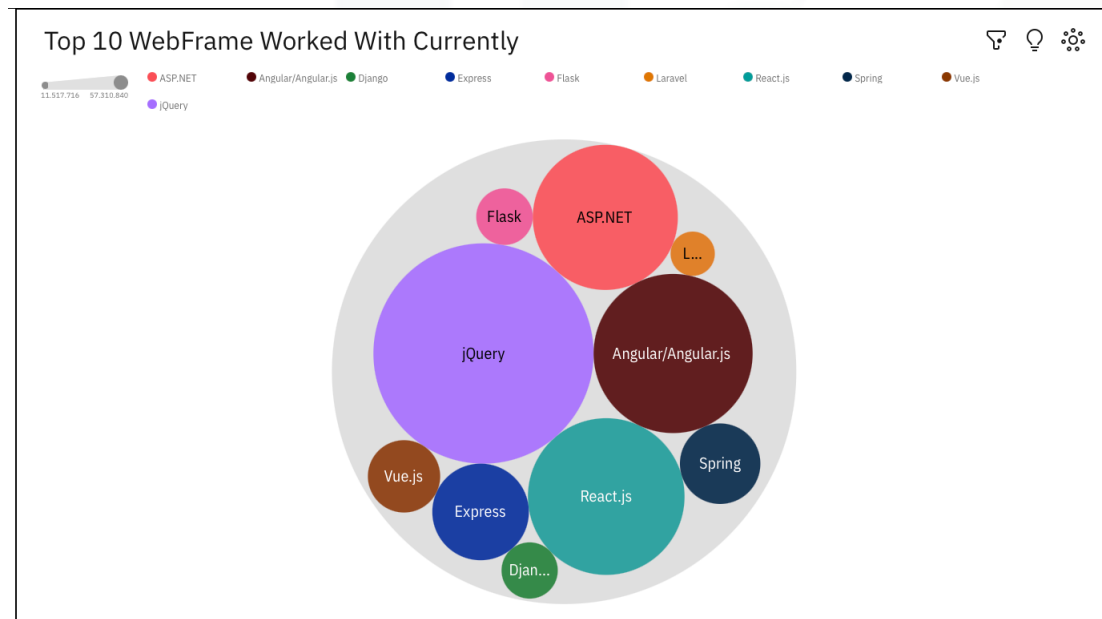 Top 10 WebFrame Worked With Currently
11.517.716 57.310.840
ASP.NET Angular/Angular.js Django Express Flask Laravel React.js Spring Vue.js
jQuery
Flask
ASP.NET
L...
jQuery
Angular/Angular.js
Vue.js
Spring
Express
React.js
Djan...